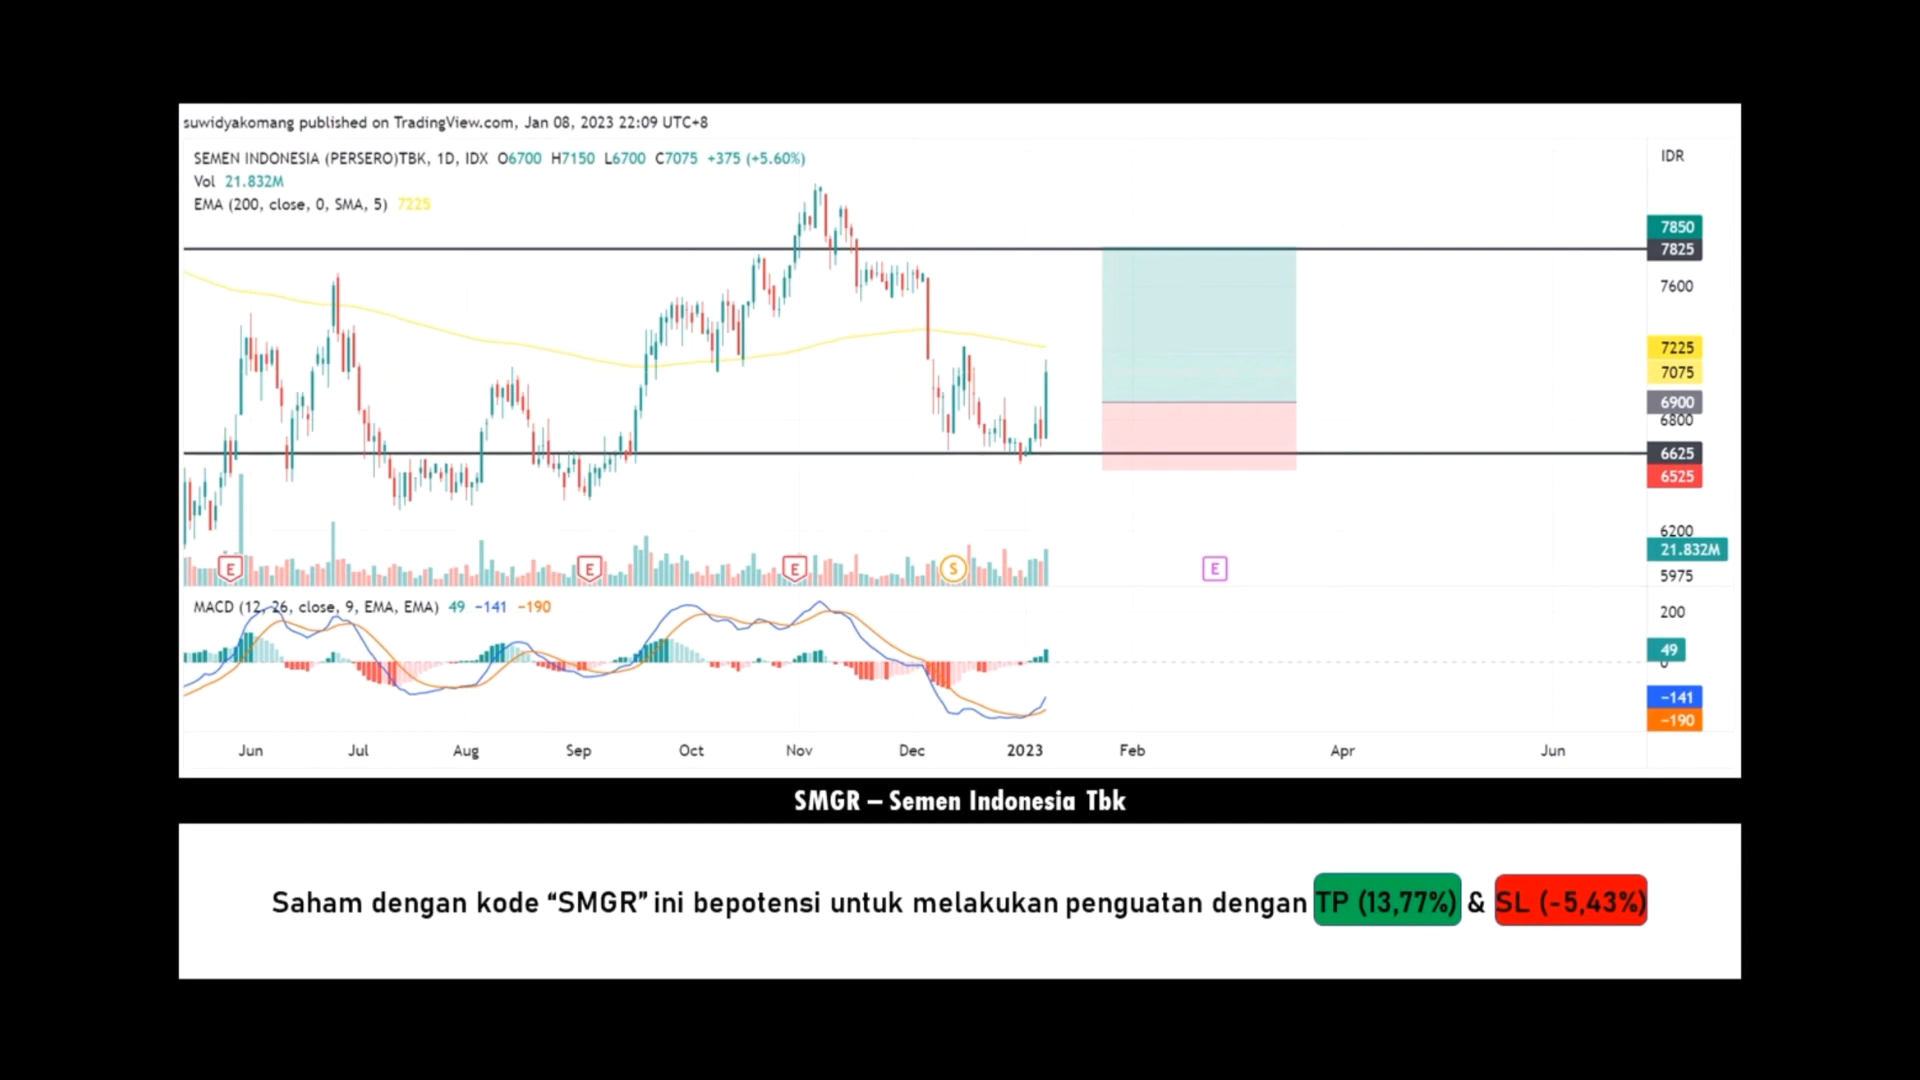 suwidyakomang published on TradingView.com, Jan 08, 2023 22:09 UTC+8
SEMEN INDONESIA (PERSERO)TBK, 1D, IDX O6700 H7150 L6700 C7075 +375 (+5.60%)
IDR
Vol 21.832M
EMA (200, close, 0, SMA, 5) 7225
7850
7825
7600
7225
7075
6900
6800
6625
6525
6200
21.832M
5975
E
E
E
S
E
MACD (12, 26, close, 9, EMA, EMA) 49 −141 −190
200
49
0
−141
−190
Jun Jul Aug Sep Oct Nov Dec 2023 Feb Apr Jun
SMGR – Semen Indonesia Tbk
Saham dengan kode “SMGR” ini bepotensi untuk melakukan penguatan dengan TP (13,77%) & SL (-5,43%)